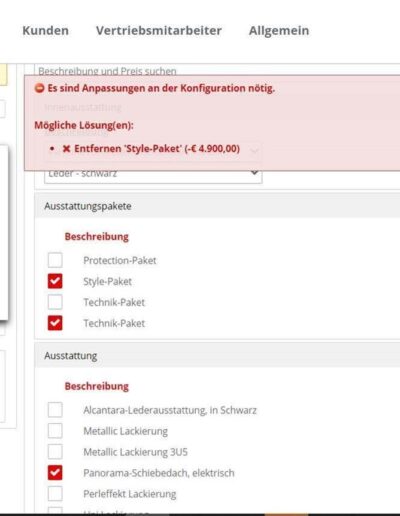 Kunden Vertriebsmitarbeiter Allgemein
Beschreibung und Preis suchen
Es sind Anpassungen an der Konfiguration nötig.
Innenausstattung
Mögliche Lösung(en):
• ✖ Entfernen 'Style-Paket' (-€ 4.900,00)
Leder - schwarz
Ausstattungspakete
Beschreibung
Protection-Paket
Style-Paket
Technik-Paket
Technik-Paket
Ausstattung
Beschreibung
Alcantara-Lederausstattung, in Schwarz
Metallic Lackierung
Metallic Lackierung 3U5
Panorama-Schiebedach, elektrisch
Perleffekt Lackierung
Uni Lackierung